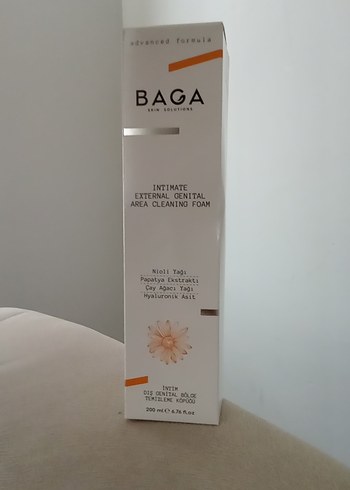 advanced formula
BAGA
SKIN SOLUTIONS
INTIMATE
EXTERNAL GENITAL
AREA CLEANING FOAM
Nioli Yağı
Papatya Ekstraktı
Çay Ağacı Yağı
Hyaluronik Asit
İNTİM
DIŞ GENİTAL BÖLGE
TEMİZLEME KÖPÜĞÜ
200 ml ℮ 6.76 fl.oz